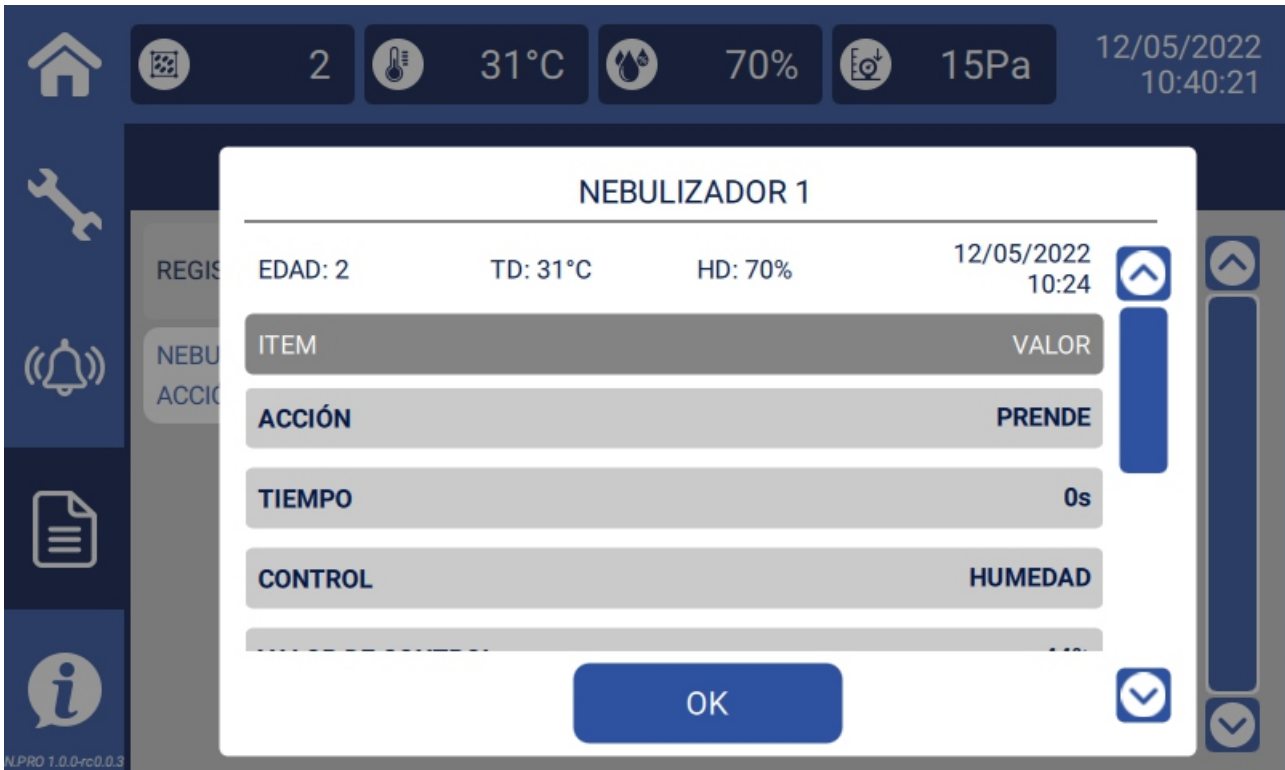 2 31°C 70% 15Pa 12/05/2022
10:40:21
NEBULIZADOR 1
EDAD: 2 TD: 31°C HD: 70% 12/05/2022
10:24
REGIS
ITEM VALOR
NEBU
ACCIÓ
ACCIÓN PRENDE
TIEMPO 0s
CONTROL HUMEDAD
OK
N.PRO 1.0.0-rc0.0.3